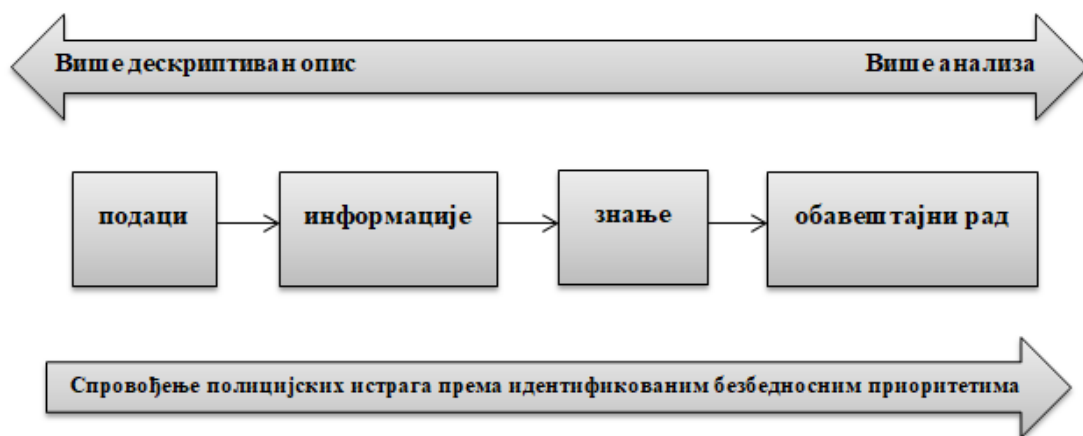 Више дескриптиван опис
Више анализа
подаци
информације
знање
обавештајни рад
Спровођење полицијских истрага према идентификованим безбедносним приоритетима